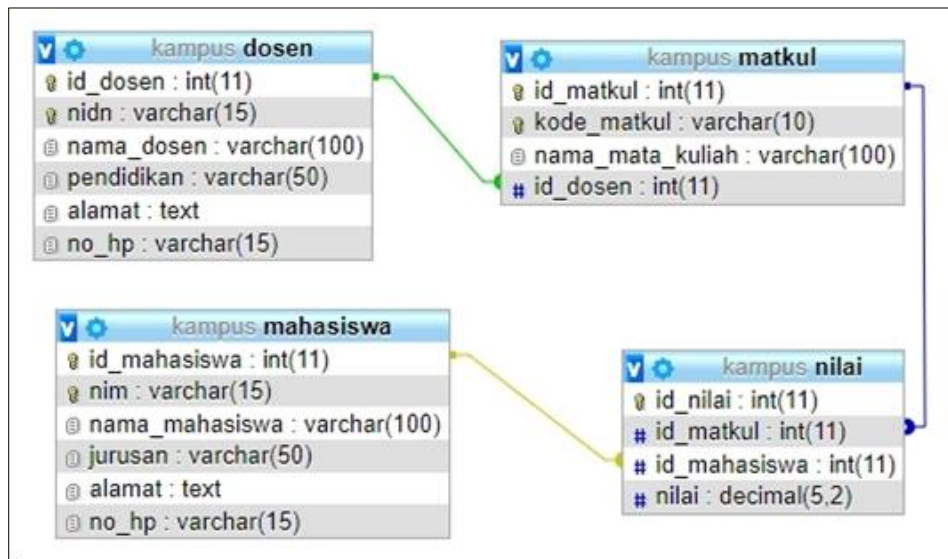 kampus dosen
id_dosen : int(11)
nidn : varchar(15)
nama_dosen : varchar(100)
pendidikan : varchar(50)
alamat : text
no_hp : varchar(15)
kampus matkul
id_matkul : int(11)
kode_matkul : varchar(10)
nama_mata_kuliah : varchar(100)
# id_dosen : int(11)
kampus mahasiswa
id_mahasiswa : int(11)
nim : varchar(15)
nama_mahasiswa : varchar(100)
jurusan : varchar(50)
alamat : text
no_hp : varchar(15)
kampus nilai
id_nilai : int(11)
# id_matkul : int(11)
# id_mahasiswa : int(11)
# nilai : decimal(5,2)